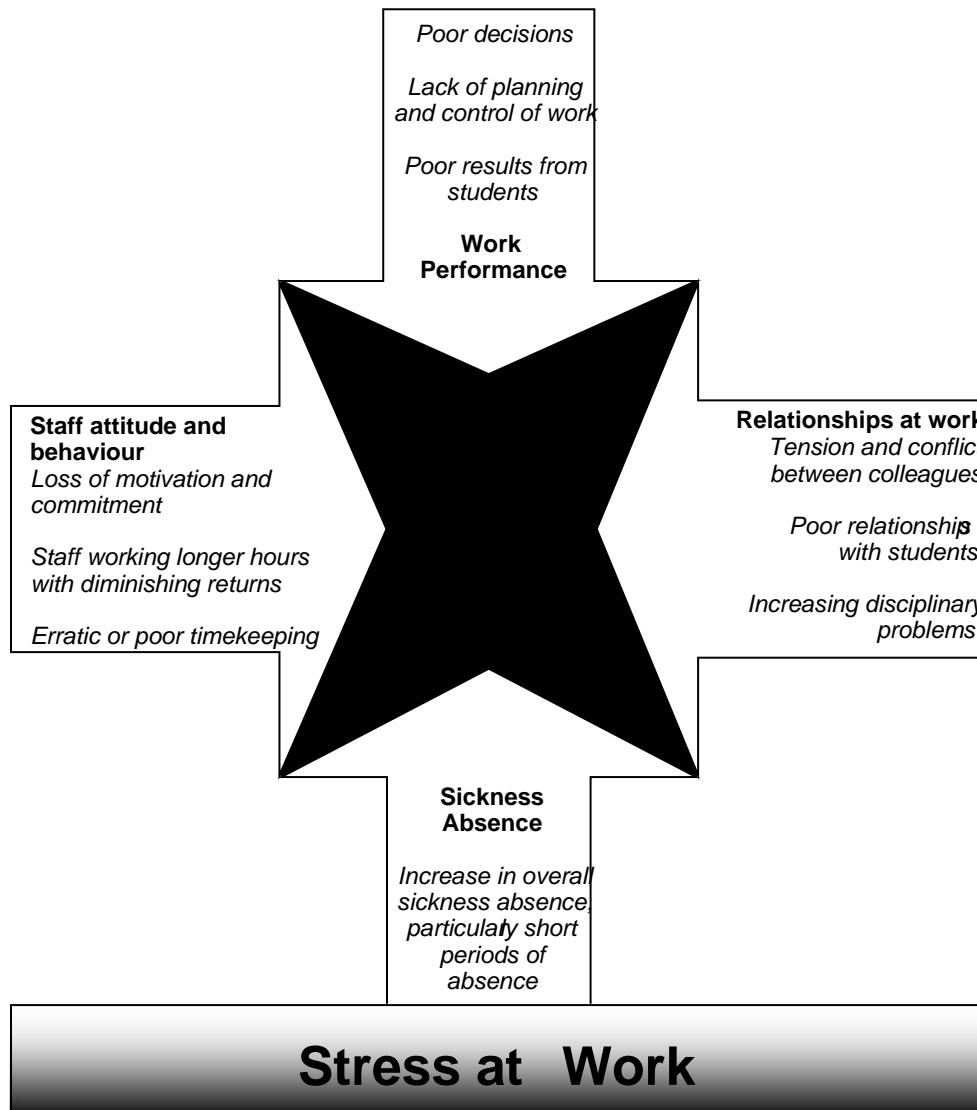 Poor decisions
Lack of planning
and control of work
Poor results from
students
Work
Performance
Staff attitude and
behaviour
Loss of motivation and
commitment
Staff working longer hours
with diminishing returns
Erratic or poor timekeeping
Relationships at work
Tension and conflict
between colleagues
Poor relationships
with students
Increasing disciplinary
problems
Sickness
Absence
Increase in overall
sickness absence,
particularly short
periods of
absence
Stress at Work